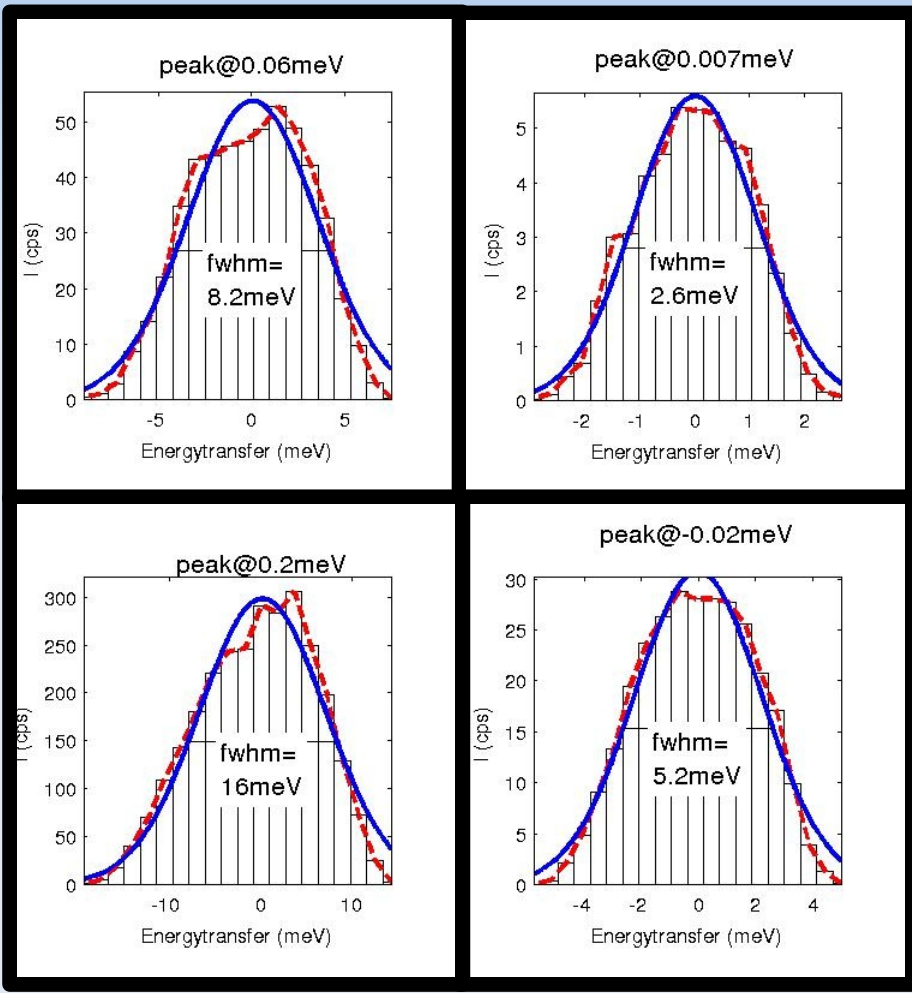 peak@0.06meV
50
40
30
20
10
0
I (cps)
fwhm=
8.2meV
-5 0 5
Energytransfer (meV)
peak@0.007meV
5
4
3
2
1
0
I (cps)
fwhm=
2.6meV
-2 -1 0 1 2
Energytransfer (meV)
peak@0.2meV
300
250
200
150
100
50
0
I (cps)
fwhm=
16meV
-10 0 10
Energytransfer (meV)
peak@-0.02meV
30
25
20
15
10
5
0
I (cps)
fwhm=
5.2meV
-4 -2 0 2 4
Energytransfer (meV)